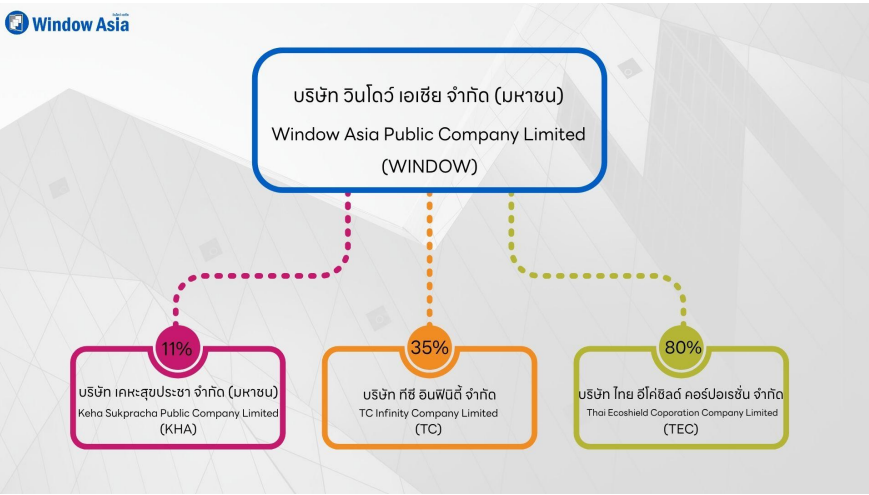 Window Asia
บริษัท วินโดว์ เอเชีย จำกัด (มหาชน)
Window Asia Public Company Limited
(WINDOW)
11%
35%
80%
บริษัท เคหะสุขประชา จำกัด (มหาชน)
Keha Sukpracha Public Company Limited
(KHA)
บริษัท ทีซี อินฟินิตี้ จำกัด
TC Infinity Company Limited
(TC)
บริษัท ไทย อีโค่ชิลด์ คอร์ปอเรชั่น จำกัด
Thai Ecoshield Coporation Company Limited
(TEC)